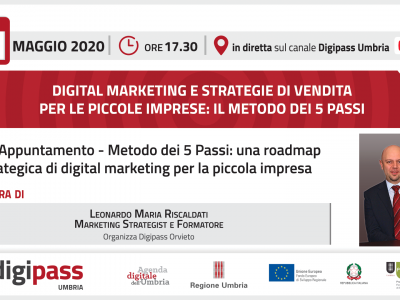 MAGGIO 2020
ORE 17.30
in diretta sul canale Digipass Umbria
DIGITAL MARKETING E STRATEGIE DI VENDITA
PER LE PICCOLE IMPRESE: IL METODO DEI 5 PASSI
Appuntamento - Metodo dei 5 Passi: una roadmap
ategica di digital marketing per la piccola impresa
RA DI
LEONARDO MARIA RISCALDATI
MARKETING STRATEGIST E FORMATORE
Organizza Digipass Orvieto
digipass
UMBRIA
Agenda
digitale
dell'Umbria
Regione Umbria
Unione Europea